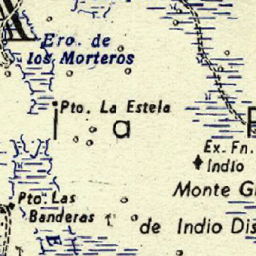 Ero. de
los Morteros
Pto. La Estela
i a
Ex. Fn.
Indio
Pto. Las
Banderas
Monte G
de Indio Dis